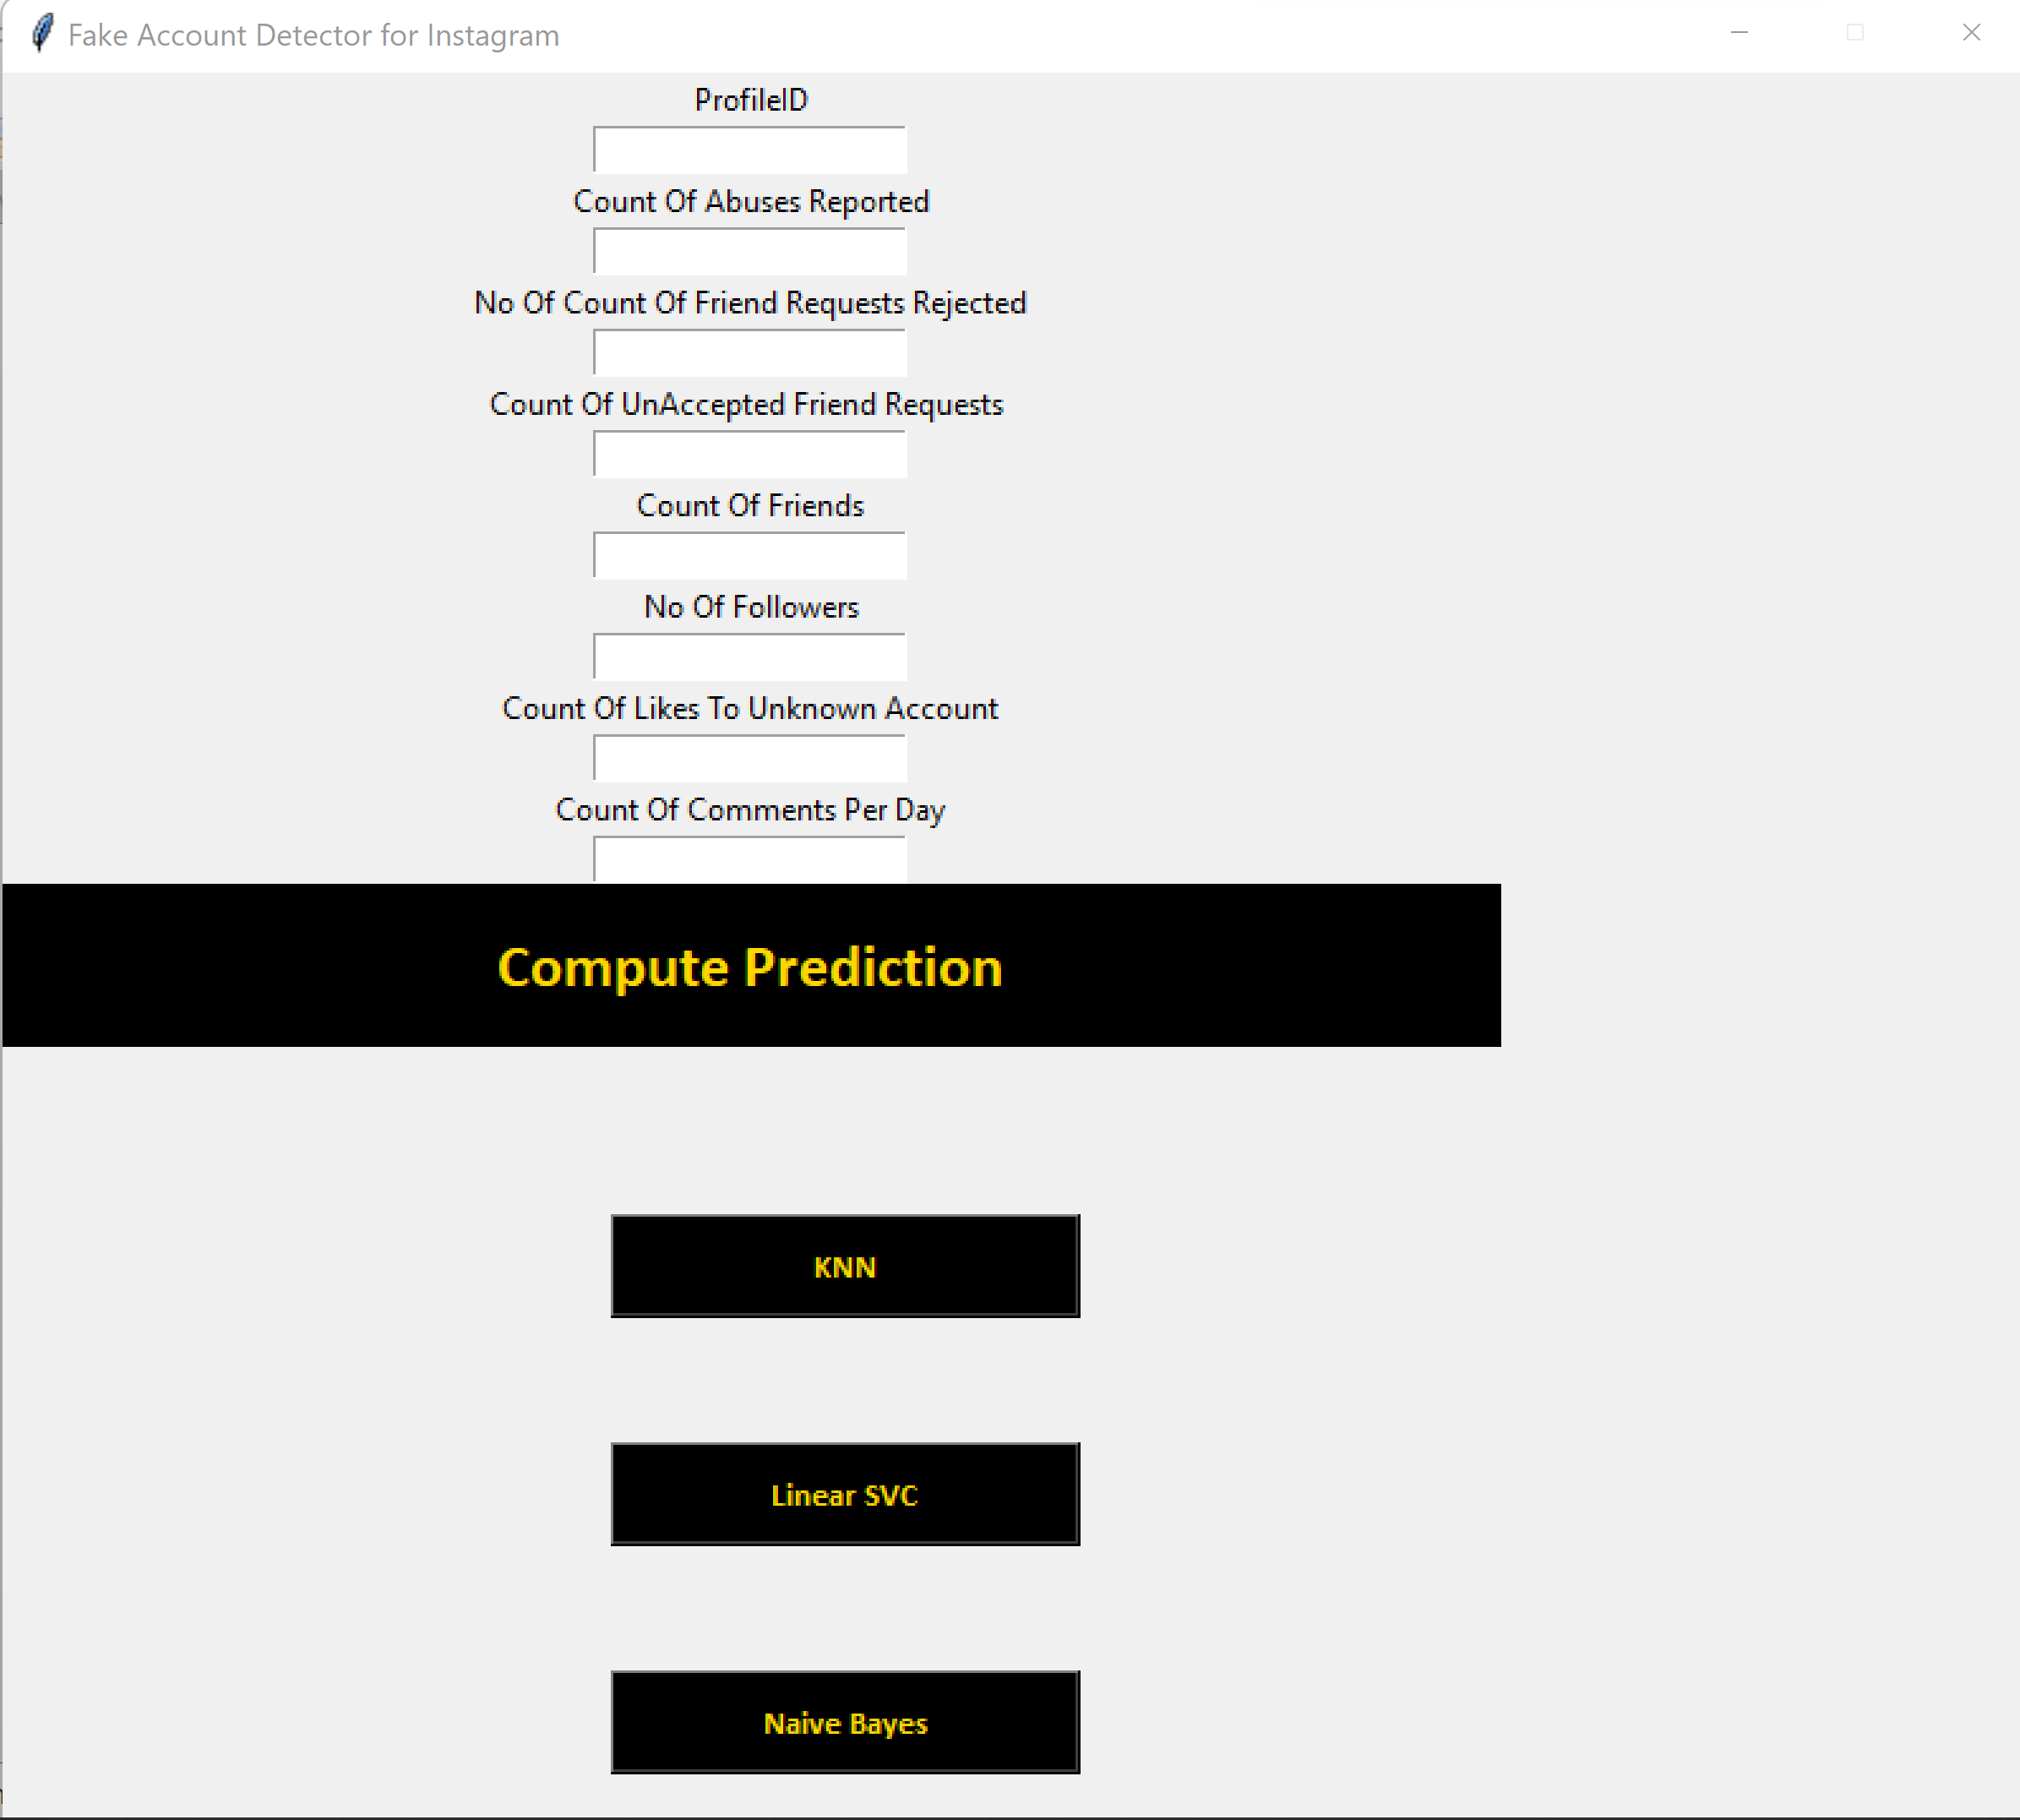 Fake Account Detector for Instagram
ProfileID
Count Of Abuses Reported
No Of Count Of Friend Requests Rejected
Count Of UnAccepted Friend Requests
Count Of Friends
No Of Followers
Count Of Likes To Unknown Account
Count Of Comments Per Day
Compute Prediction
KNN
Linear SVC
Naive Bayes